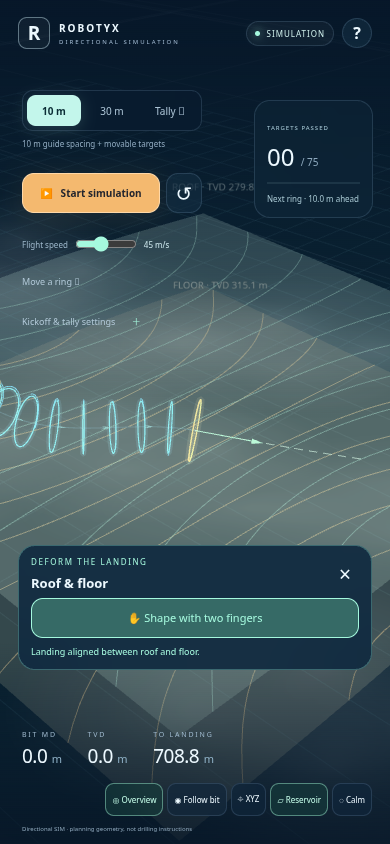 R ROBOTYX
DIRECTIONAL SIMULATION
SIMULATION
?
10 m 30 m Tally
10 m guide spacing + movable targets
TARGETS PASSED
00 / 75
Next ring · 10.0 m ahead
Start simulation
· TVD 279.8
Flight speed 45 m/s
Move a ring
FLOOR · TVD 315.1 m
Kickoff & tally settings +
DEFORM THE LANDING
Roof & floor
Shape with two fingers
Landing aligned between roof and floor.
BIT MD TVD TO LANDING
0.0 m 0.0 m 708.8 m
Overview Follow bit XYZ Reservoir Calm
Directional SIM · planning geometry, not drilling instructions